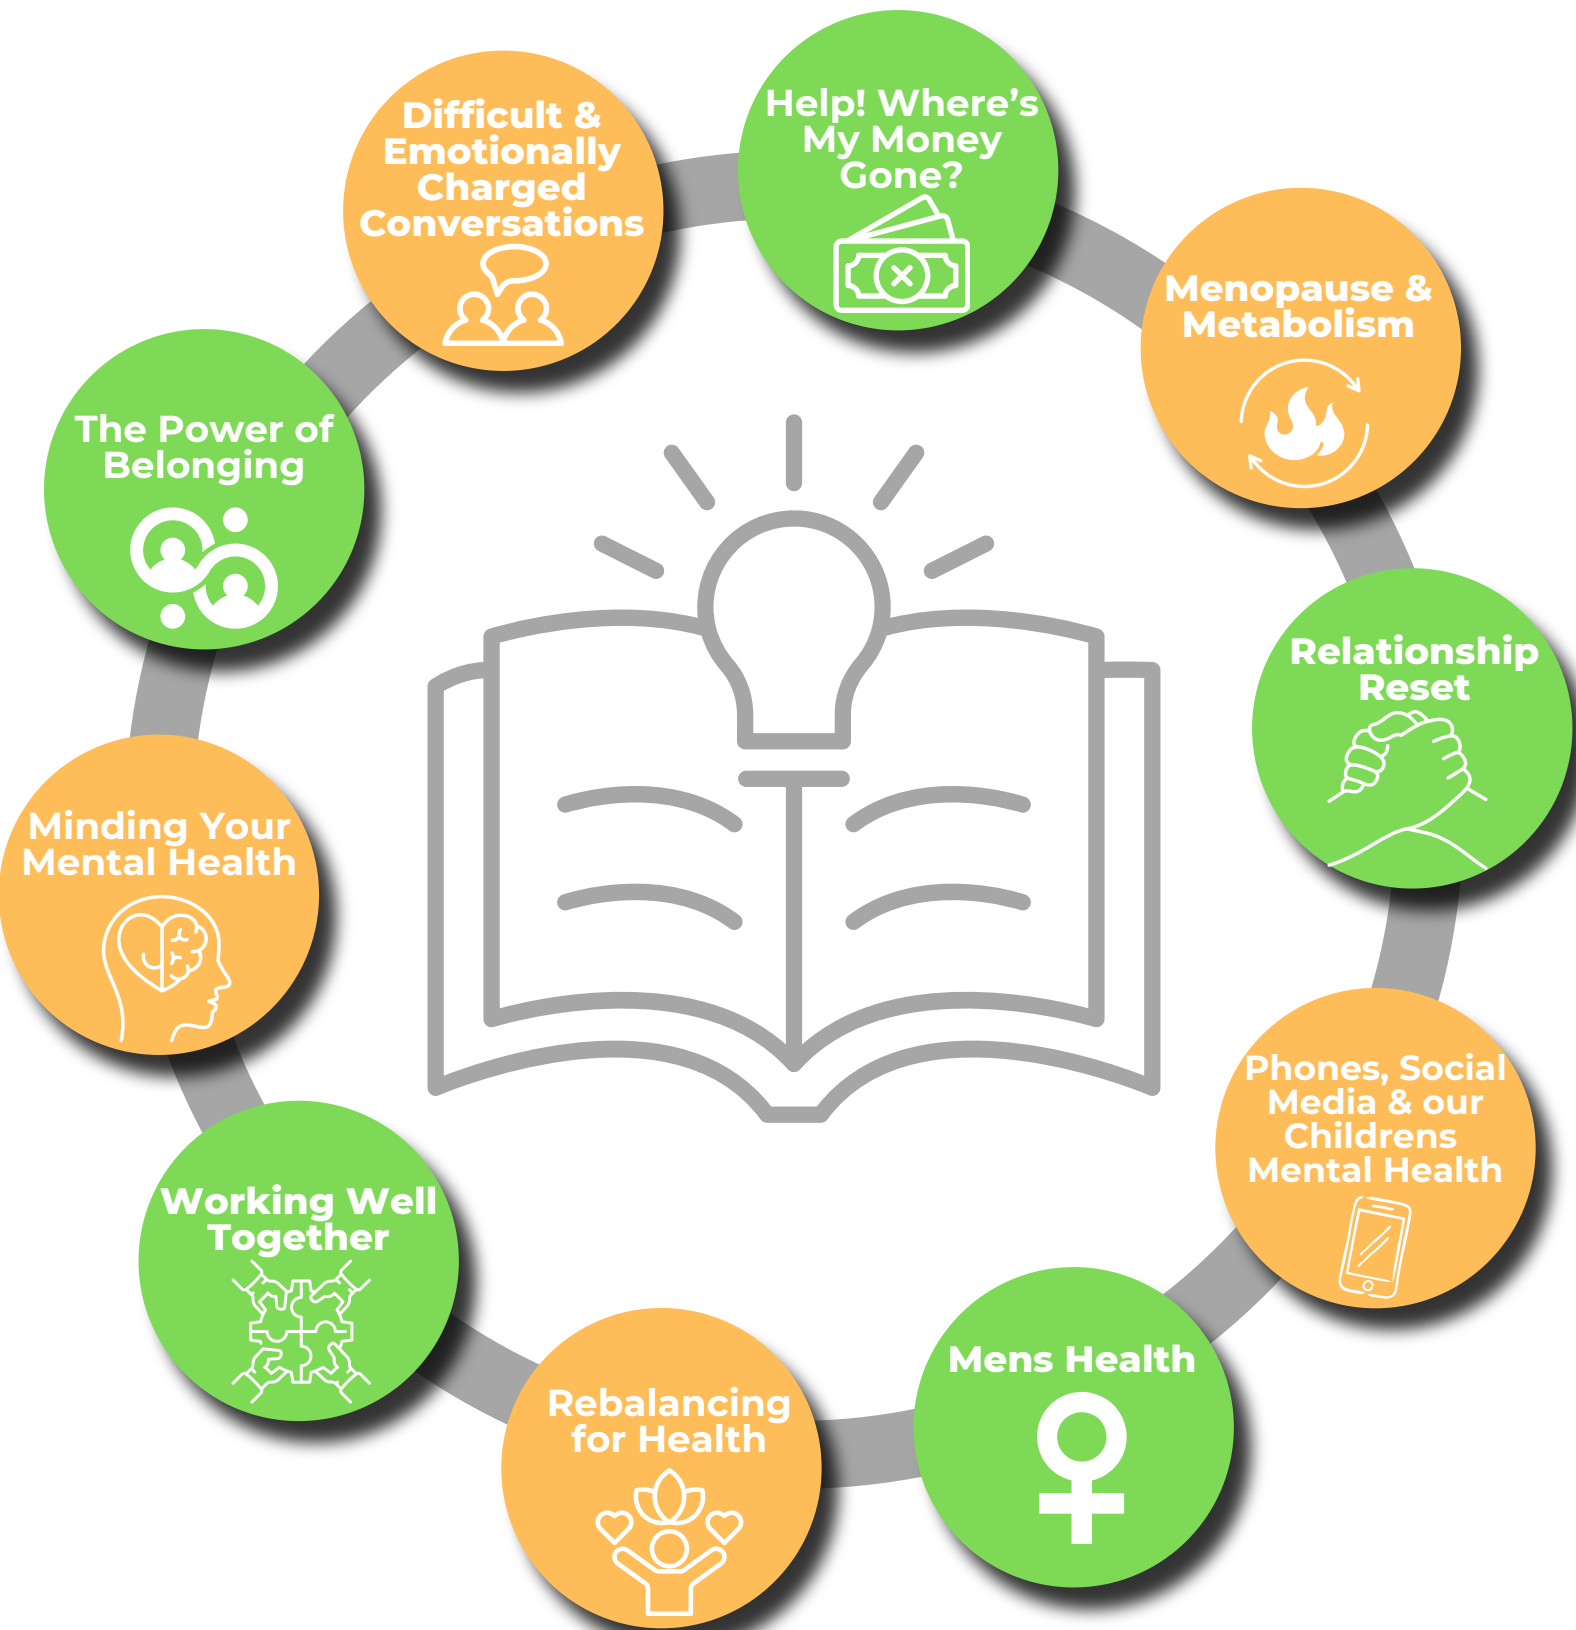 Help! Where's
My Money
Gone?
Menopause &
Metabolism
Relationship
Reset
Phones, Social
Media & our
Childrens
Mental Health
Mens Health
Rebalancing
for Health
Working Well
Together
Minding Your
Mental Health
The Power of
Belonging
Difficult &
Emotionally
Charged
Conversations